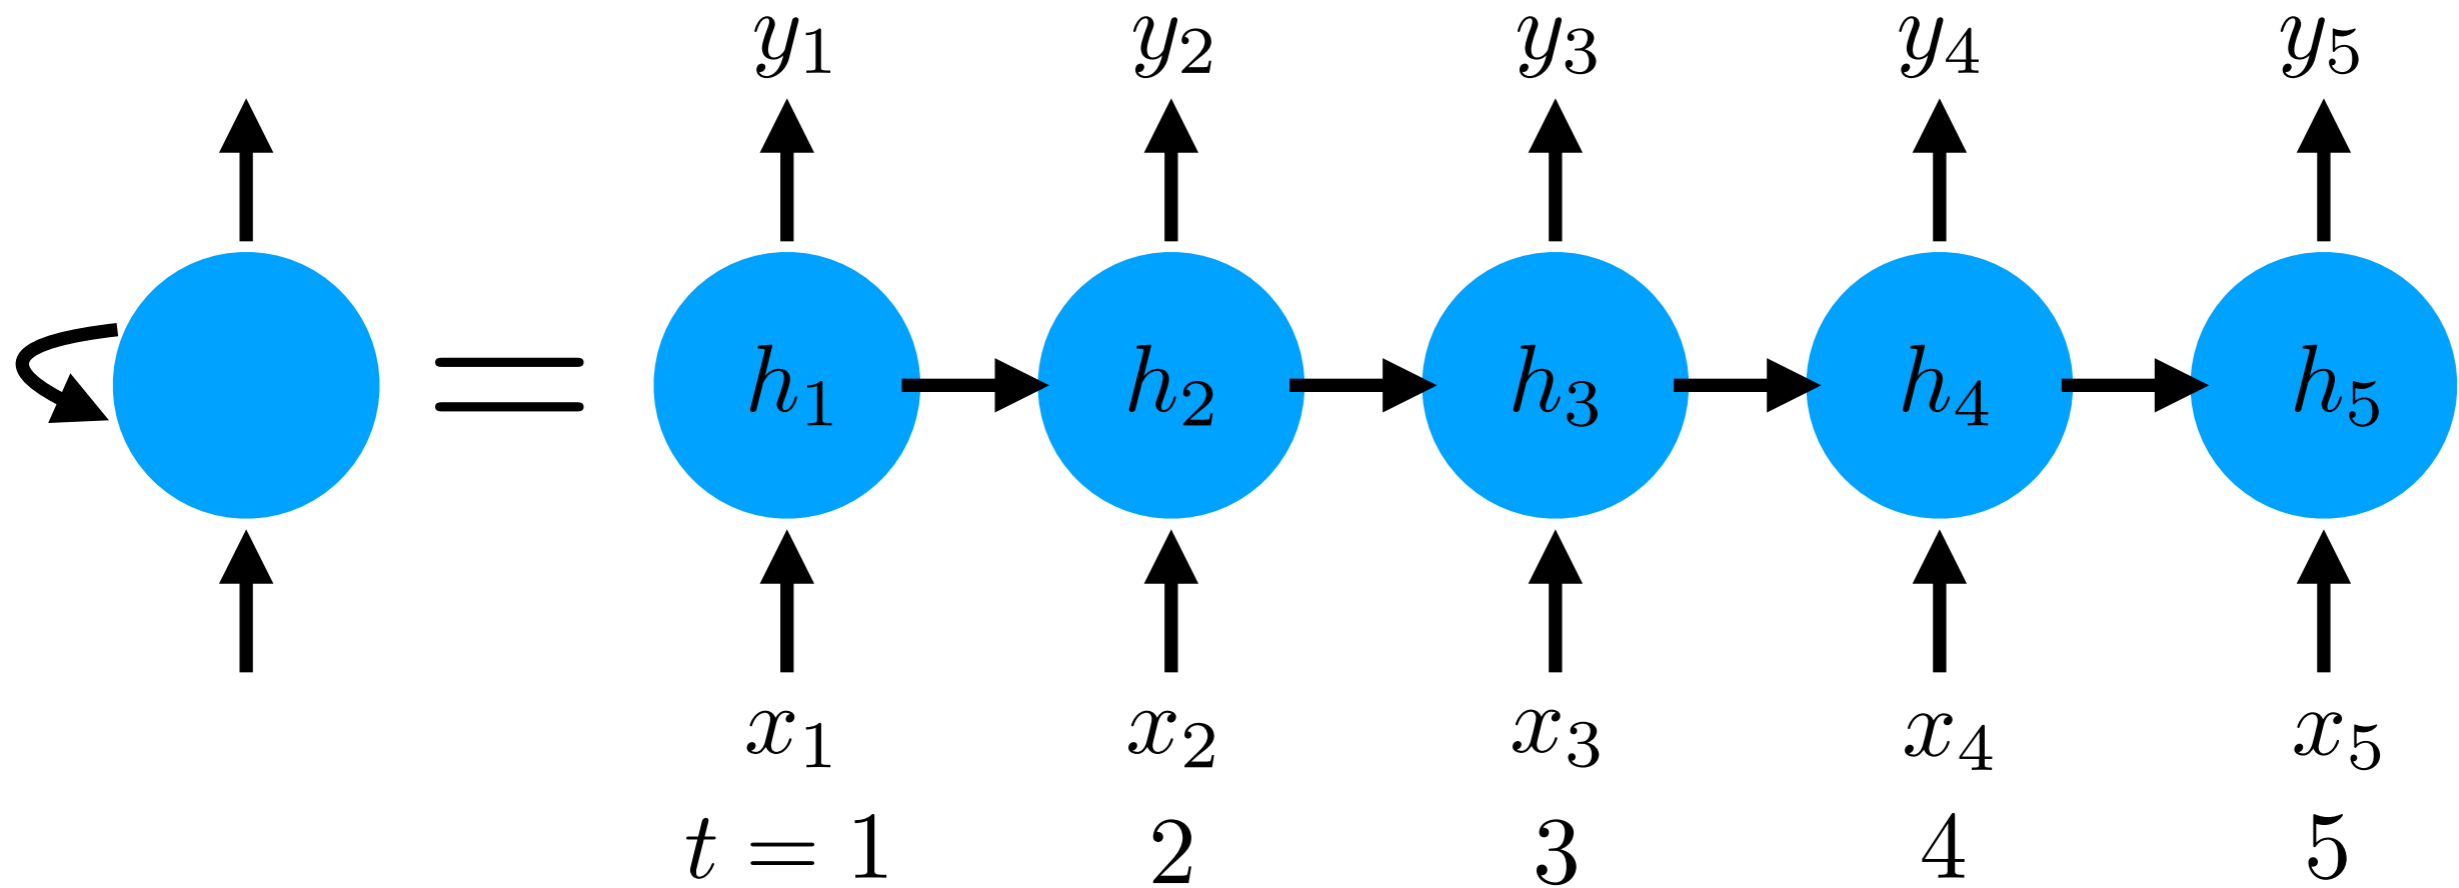 y₁ y₂ y₃ y₄ y₅
= h₁ h₂ h₃ h₄ h₅
x₁ x₂ x₃ x₄ x₅
t = 1 2 3 4 5